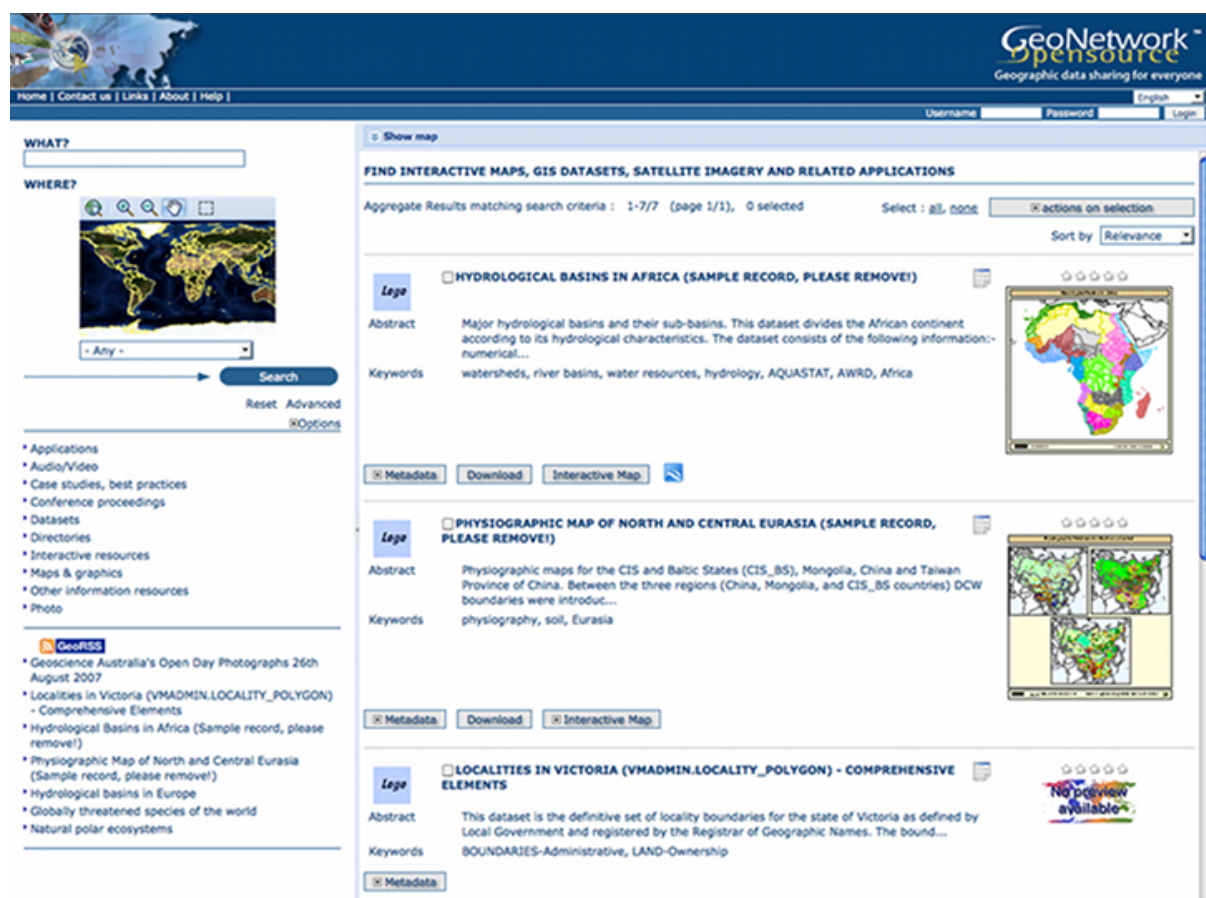 GeoNetwork™
Opensource
Geographic data sharing for everyone
Home | Contact us | Links | About | Help |
English
Username Password Login
WHAT?
WHERE?
- Any -
Search
Reset Advanced
Options
Applications
Audio/Video
Case studies, best practices
Conference proceedings
Datasets
Directories
Interactive resources
Maps & graphics
Other information resources
Photo
GeoRSS
Geoscience Australia's Open Day Photographs 26th
August 2007
Localities in Victoria (VMADMIN.LOCALITY_POLYGON)
- Comprehensive Elements
Hydrological Basins in Africa (Sample record, please
remove!)
Physiographic Map of North and Central Eurasia
(Sample record, please remove!)
Hydrological basins in Europe
Globally threatened species of the world
Natural polar ecosystems
Show map
FIND INTERACTIVE MAPS, GIS DATASETS, SATELLITE IMAGERY AND RELATED APPLICATIONS
Aggregate Results matching search criteria : 1-7/7 (page 1/1), 0 selected Select : all, none actions on selection
Sort by Relevance
Logo
HYDROLOGICAL BASINS IN AFRICA (SAMPLE RECORD, PLEASE REMOVE!)
Abstract Major hydrological basins and their sub-basins. This dataset divides the African continent
according to its hydrological characteristics. The dataset consists of the following information:-
numerical...
Keywords watersheds, river basins, water resources, hydrology, AQUASTAT, AWRD, Africa
Metadata Download Interactive Map
Logo
PHYSIOGRAPHIC MAP OF NORTH AND CENTRAL EURASIA (SAMPLE RECORD,
PLEASE REMOVE!)
Abstract Physiographic maps for the CIS and Baltic States (CIS_BS), Mongolia, China and Taiwan
Province of China. Between the three regions (China, Mongolia, and CIS_BS countries) DCW
boundaries were introduc...
Keywords physiography, soil, Eurasia
Metadata Download Interactive Map
Logo
LOCALITIES IN VICTORIA (VMADMIN.LOCALITY_POLYGON) - COMPREHENSIVE
ELEMENTS
No preview
available
Abstract This dataset is the definitive set of locality boundaries for the state of Victoria as defined by
Local Government and registered by the Registrar of Geographic Names. The bound...
Keywords BOUNDARIES-Administrative, LAND-Ownership
Metadata